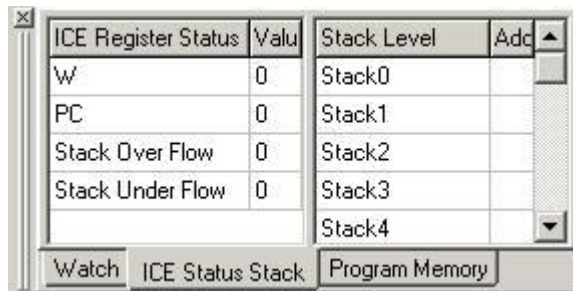 ICE Register Status Valu Stack Level Add
W 0 Stack0
PC 0 Stack1
Stack Over Flow 0 Stack2
Stack Under Flow 0 Stack3
Stack4
Watch ICE Status Stack Program Memory